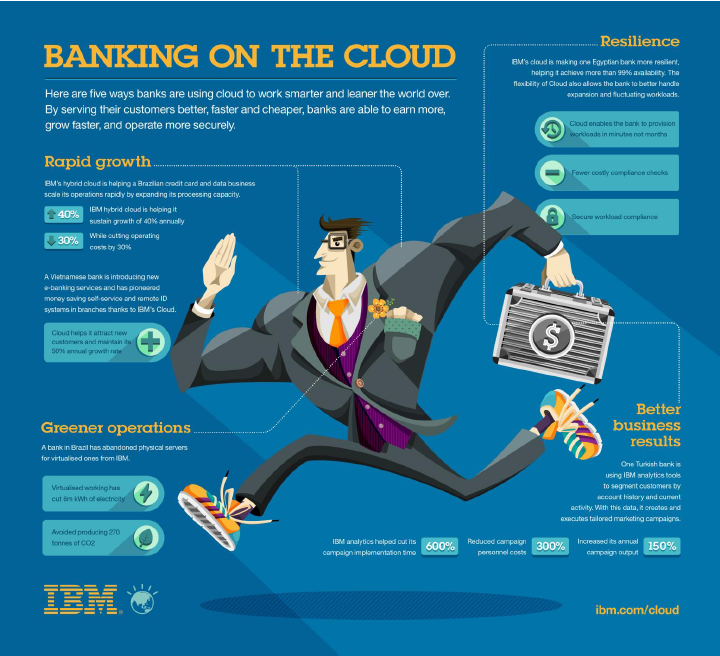 BANKING ON THE CLOUD
Here are five ways banks are using cloud to work smarter and leaner the world over.
By serving their customers better, faster and cheaper, banks are able to earn more,
grow faster, and operate more securely.
Rapid growth
IBM's hybrid cloud is helping a Brazilian credit card and data business
scale its operations rapidly by expanding its processing capacity.
40%
IBM hybrid cloud is helping it
sustain growth of 40% annually
30%
While cutting operating
costs by 30%
A Vietnamese bank is introducing new
e-banking services and has pioneered
money saving self-service and remote ID
systems in branches thanks to IBM's Cloud.
Cloud helps it attract new
customers and maintain its
50% annual growth rate
Greener operations
A bank in Brazil has abandoned physical servers
for virtualised ones from IBM.
Virtualised working has
cut 6m kWh of electricity
Avoided producing 270
tonnes of CO2
Resilience
IBM's cloud is making one Egyptian bank more resilient,
helping it achieve more than 99% availability. The
flexibility of Cloud also allows the bank to better handle
expansion and fluctuating workloads.
Cloud enables the bank to provision
workloads in minutes not months
Fewer costly compliance checks
Secure workload compliance
$
Better
business
results
One Turkish bank is
using IBM analytics tools
to segment customers by
account history and current
activity. With this data, it creates and
executes tailored marketing campaigns.
IBM analytics helped cut its
campaign implementation time
600%
Reduced campaign
personnel costs
300%
Increased its annual
campaign output
150%
IBM
ibm.com/cloud